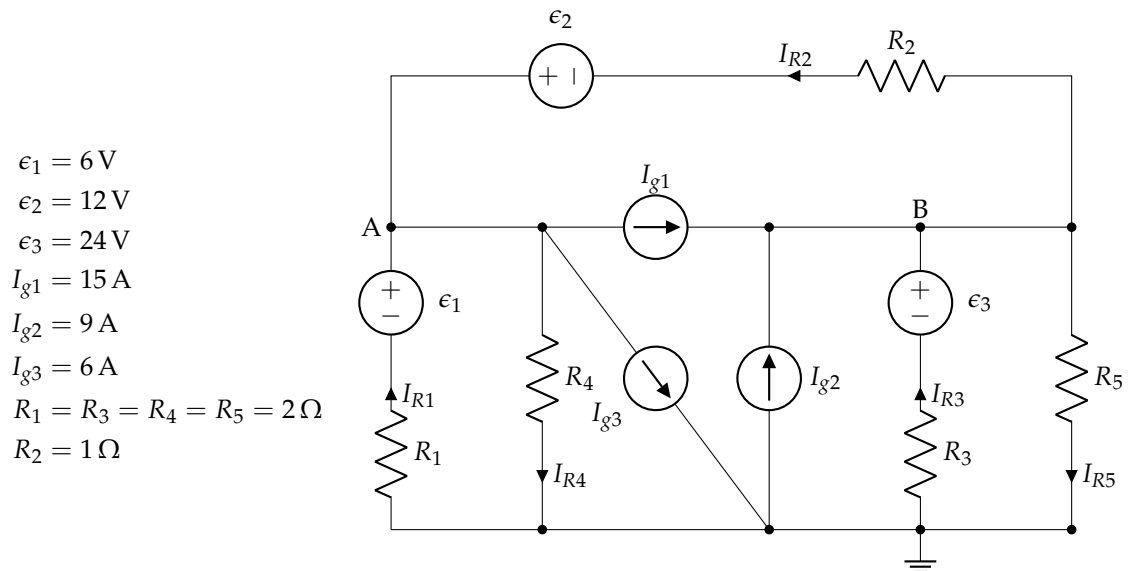 ϵ2
R2
IR2
+ −
ϵ1 = 6 V
ϵ2 = 12 V
ϵ3 = 24 V
Ig1 = 15 A
Ig2 = 9 A
Ig3 = 6 A
R1 = R3 = R4 = R5 = 2 Ω
R2 = 1 Ω
Ig1
A
B
+
−
ϵ1
+
−
ϵ3
R4
Ig3
Ig2
R5
IR1
IR3
R1
IR4
R3
IR5